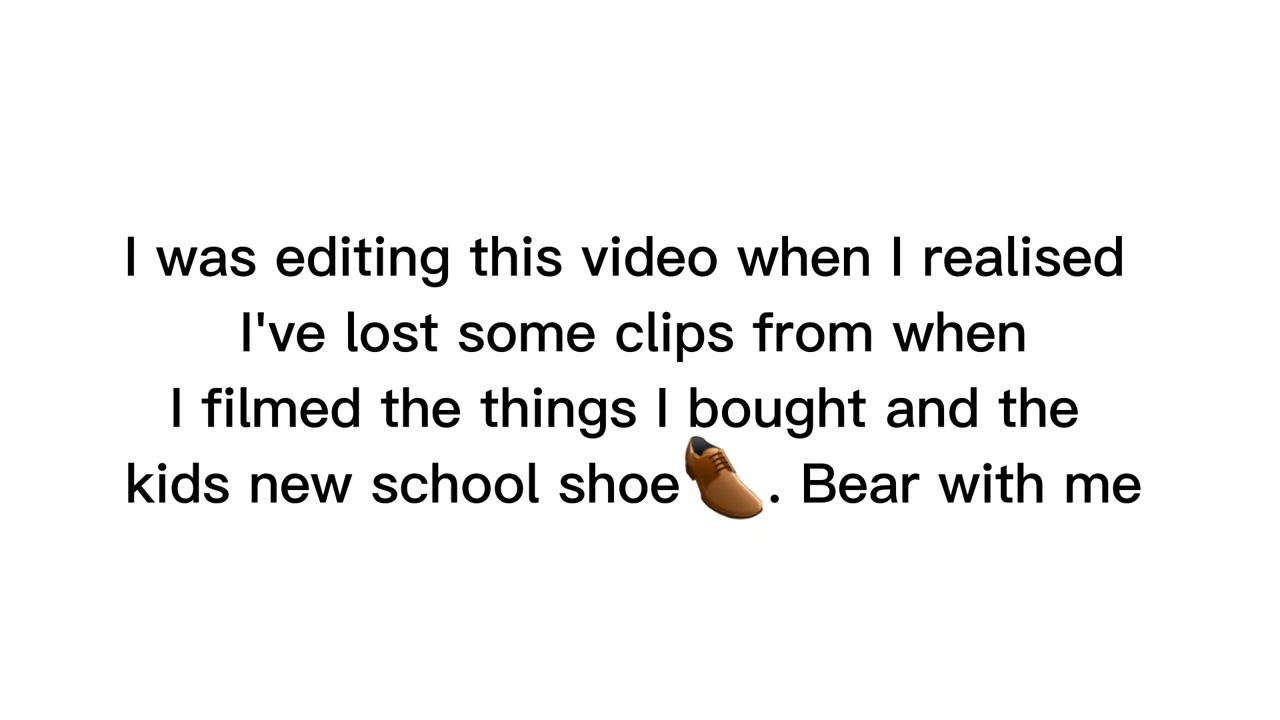 I was editing this video when I realised
I've lost some clips from when
I filmed the things I bought and the
kids new school shoe👞. Bear with me